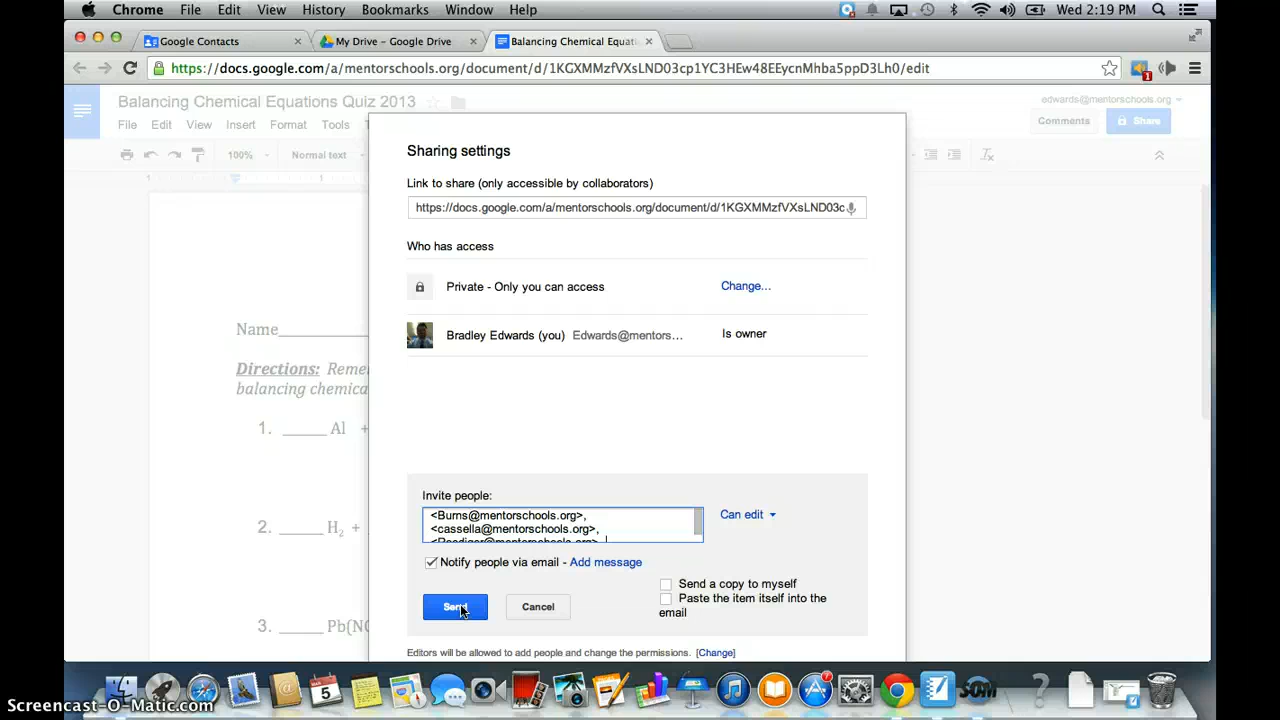 Chrome File Edit View History Bookmarks Window Help Wed 2:19 PM
Google Contacts My Drive – Google Drive Balancing Chemical Equat
https://docs.google.com/a/mentorschools.org/document/d/1KGXMMzfVXsLND03cp1YC3HEw48EEycnMhba5ppD3Lh0/edit
Balancing Chemical Equations Quiz 2013
edwards@mentorschools.org
File Edit View Insert Format Tools
Comments Share
100% Normal text
Sharing settings
Link to share (only accessible by collaborators)
https://docs.google.com/a/mentorschools.org/document/d/1KGXMMzfVXsLND03c
Who has access
Private - Only you can access Change...
Bradley Edwards (you) Edwards@mentors... Is owner
Name
Directions: Reme
balancing chemica
1. _____ Al +
2. _____ H₂ +
3. _____ Pb(NO
Invite people:
<Burns@mentorschools.org>,
<cassella@mentorschools.org>,
Can edit
Notify people via email - Add message
Send a copy to myself
Paste the item itself into the
email
Send Cancel
Editors will be allowed to add people and change the permissions. [Change]
Screencast-O-Matic.com